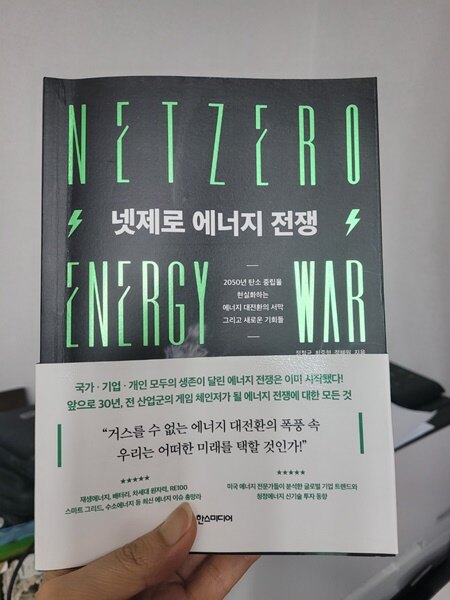 NETZERO
넷제로 에너지 전쟁
ENERGY WAR
2050년 탄소 중립을
현실화하는
에너지 대전환의 서막
그리고 새로운 기회들
지음
국가·기업·개인 모두의 생존이 달린 에너지 전쟁은 이미 시작됐다!
앞으로 30년, 전 산업군의 게임 체인저가 될 에너지 전쟁에 대한 모든 것
“거스를 수 없는 에너지 대전환의 폭풍 속
우리는 어떠한 미래를 택할 것인가!”
★★★★★
재생에너지, 배터리, 차세대 원자력, RE100
스마트 그리드, 수소에너지 등 최신 에너지 이슈 총망라
★★★★★
미국 에너지 전문가들이 분석한 글로벌 기업 트렌드와
청정에너지 신기술 투자 동향
한스미디어